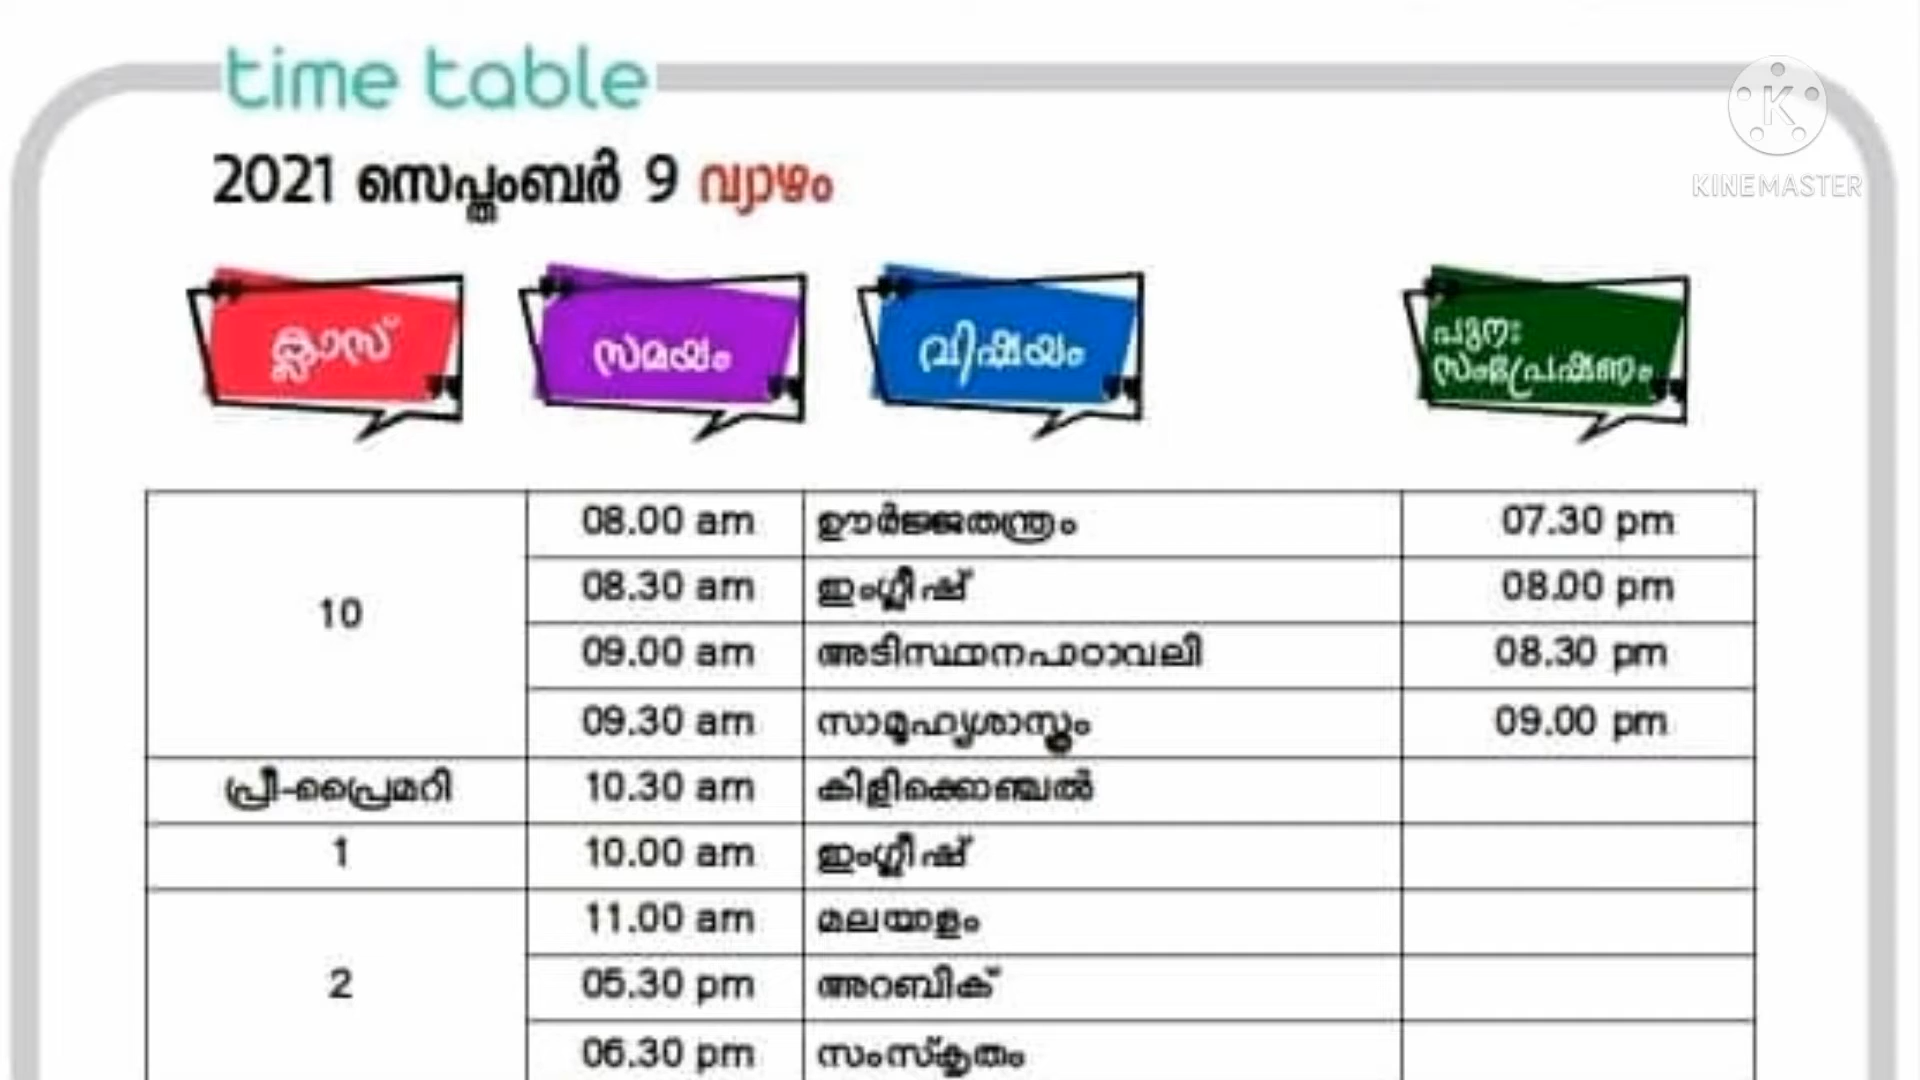 time table
KINEMASTER
2021 സെപ്തംബർ 9 വ്യാഴം
ക്ലാസ് സമയം വിഷയം പുനഃ സംപ്രേഷണം
10
08.00 am ഊർജ്ജതന്ത്രം 07.30 pm
08.30 am ഇംഗ്ലീഷ് 08.00 pm
09.00 am അടിസ്ഥാനപാഠാവലി 08.30 pm
09.30 am സാമൂഹ്യശാസ്ത്രം 09.00 pm
പ്രീ-പ്രൈമറി 10.30 am കിളിക്കൊഞ്ചൽ
1 10.00 am ഇംഗ്ലീഷ്
2
11.00 am മലയാളം
05.30 pm അറബിക്
06.30 pm സംസ്കൃതം